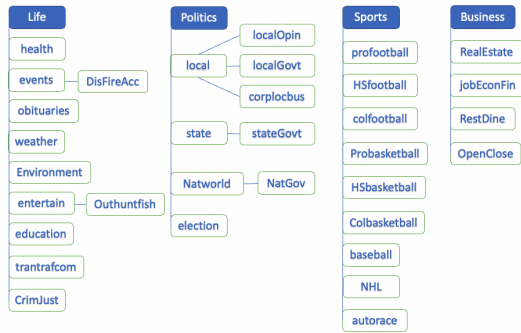 Life
health
events
DisFireAcc
obituaries
weather
Environment
entertain
Outhuntfish
education
trantrafcom
CrimJust
Politics
localOpin
local
localGovt
corplocbus
state
stateGovt
Natworld
NatGov
election
Sports
profootball
HSfootball
colfootball
Probasketball
HSbasketball
Colbasketball
baseball
NHL
autorace
Business
RealEstate
jobEconFin
RestDine
OpenClose